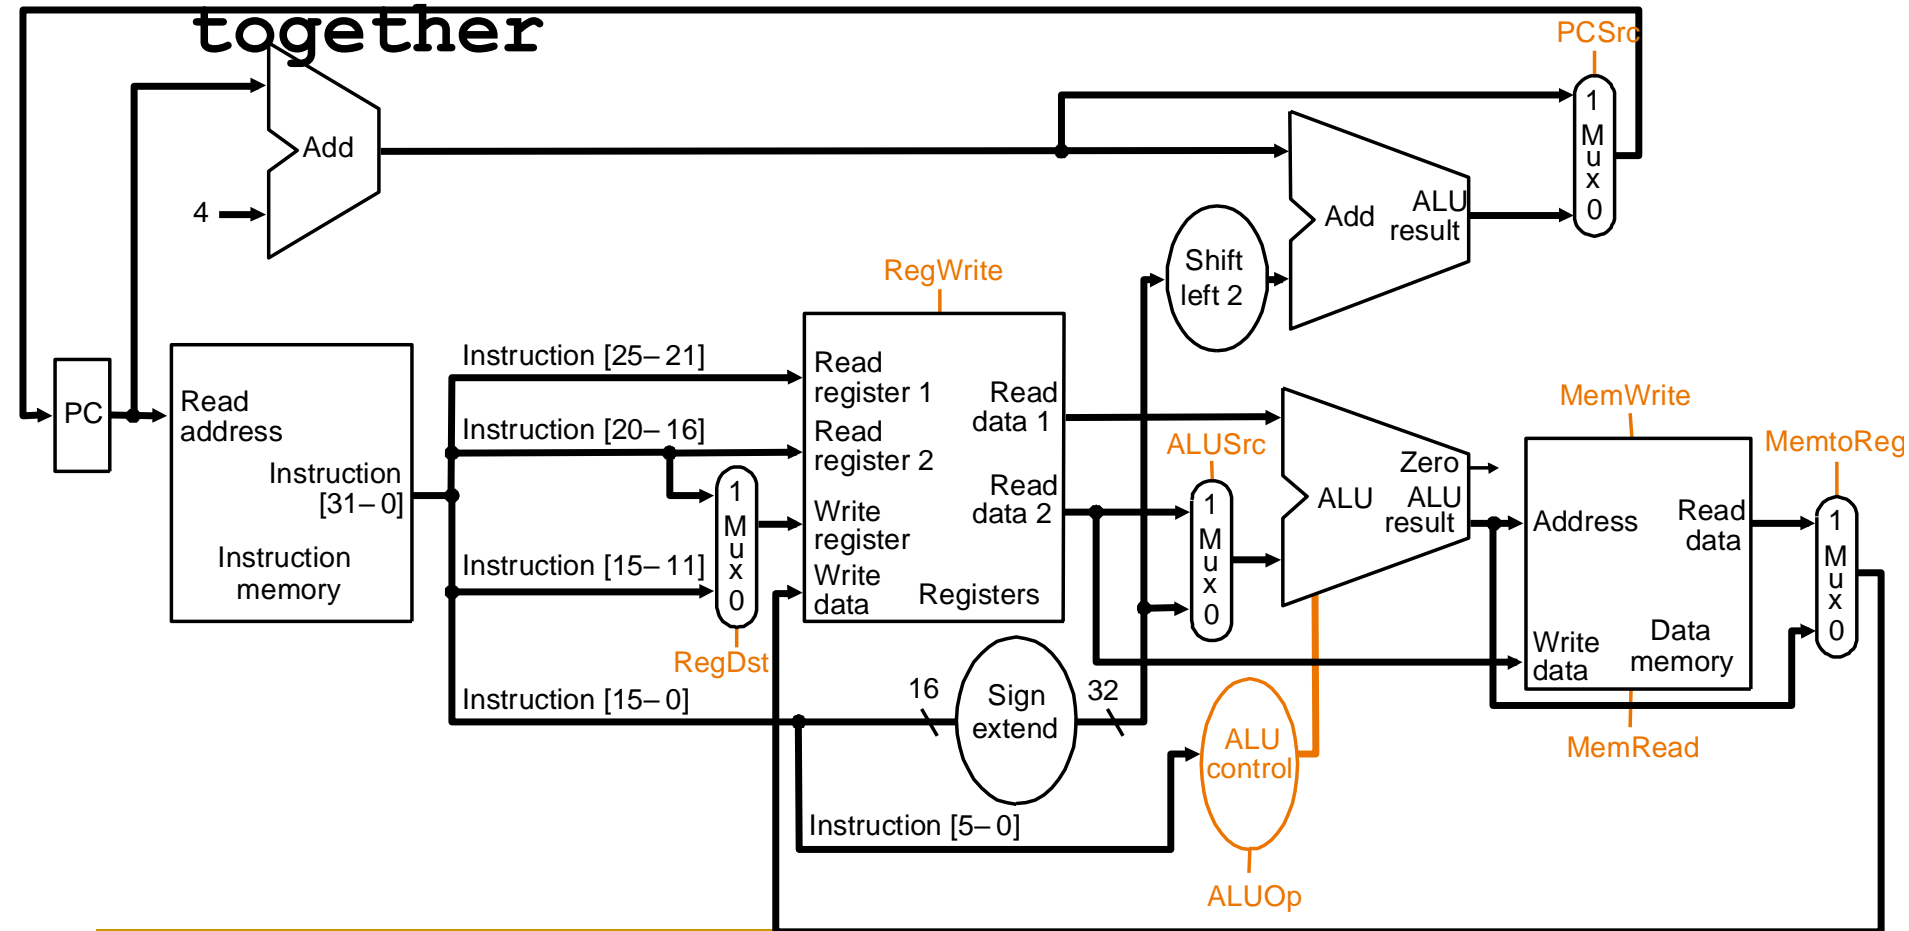 together
PCSrc
1
M
u
x
0
Add
4
Add
ALU
result
Shift
left 2
RegWrite
PC
Read
address
Instruction
[31–0]
Instruction
memory
Instruction [25–21]
Instruction [20–16]
Instruction [15–11]
Instruction [15–0]
1
M
u
x
0
RegDst
Read
register 1
Read
register 2
Write
register
Write
data
Read
data 1
Read
data 2
Registers
16
Sign
extend
32
Instruction [5–0]
ALUSrc
1
M
u
x
0
Zero
ALU
ALU
result
ALU
control
ALUOp
MemWrite
Address
Read
data
Write
data
Data
memory
MemRead
MemtoReg
1
M
u
x
0